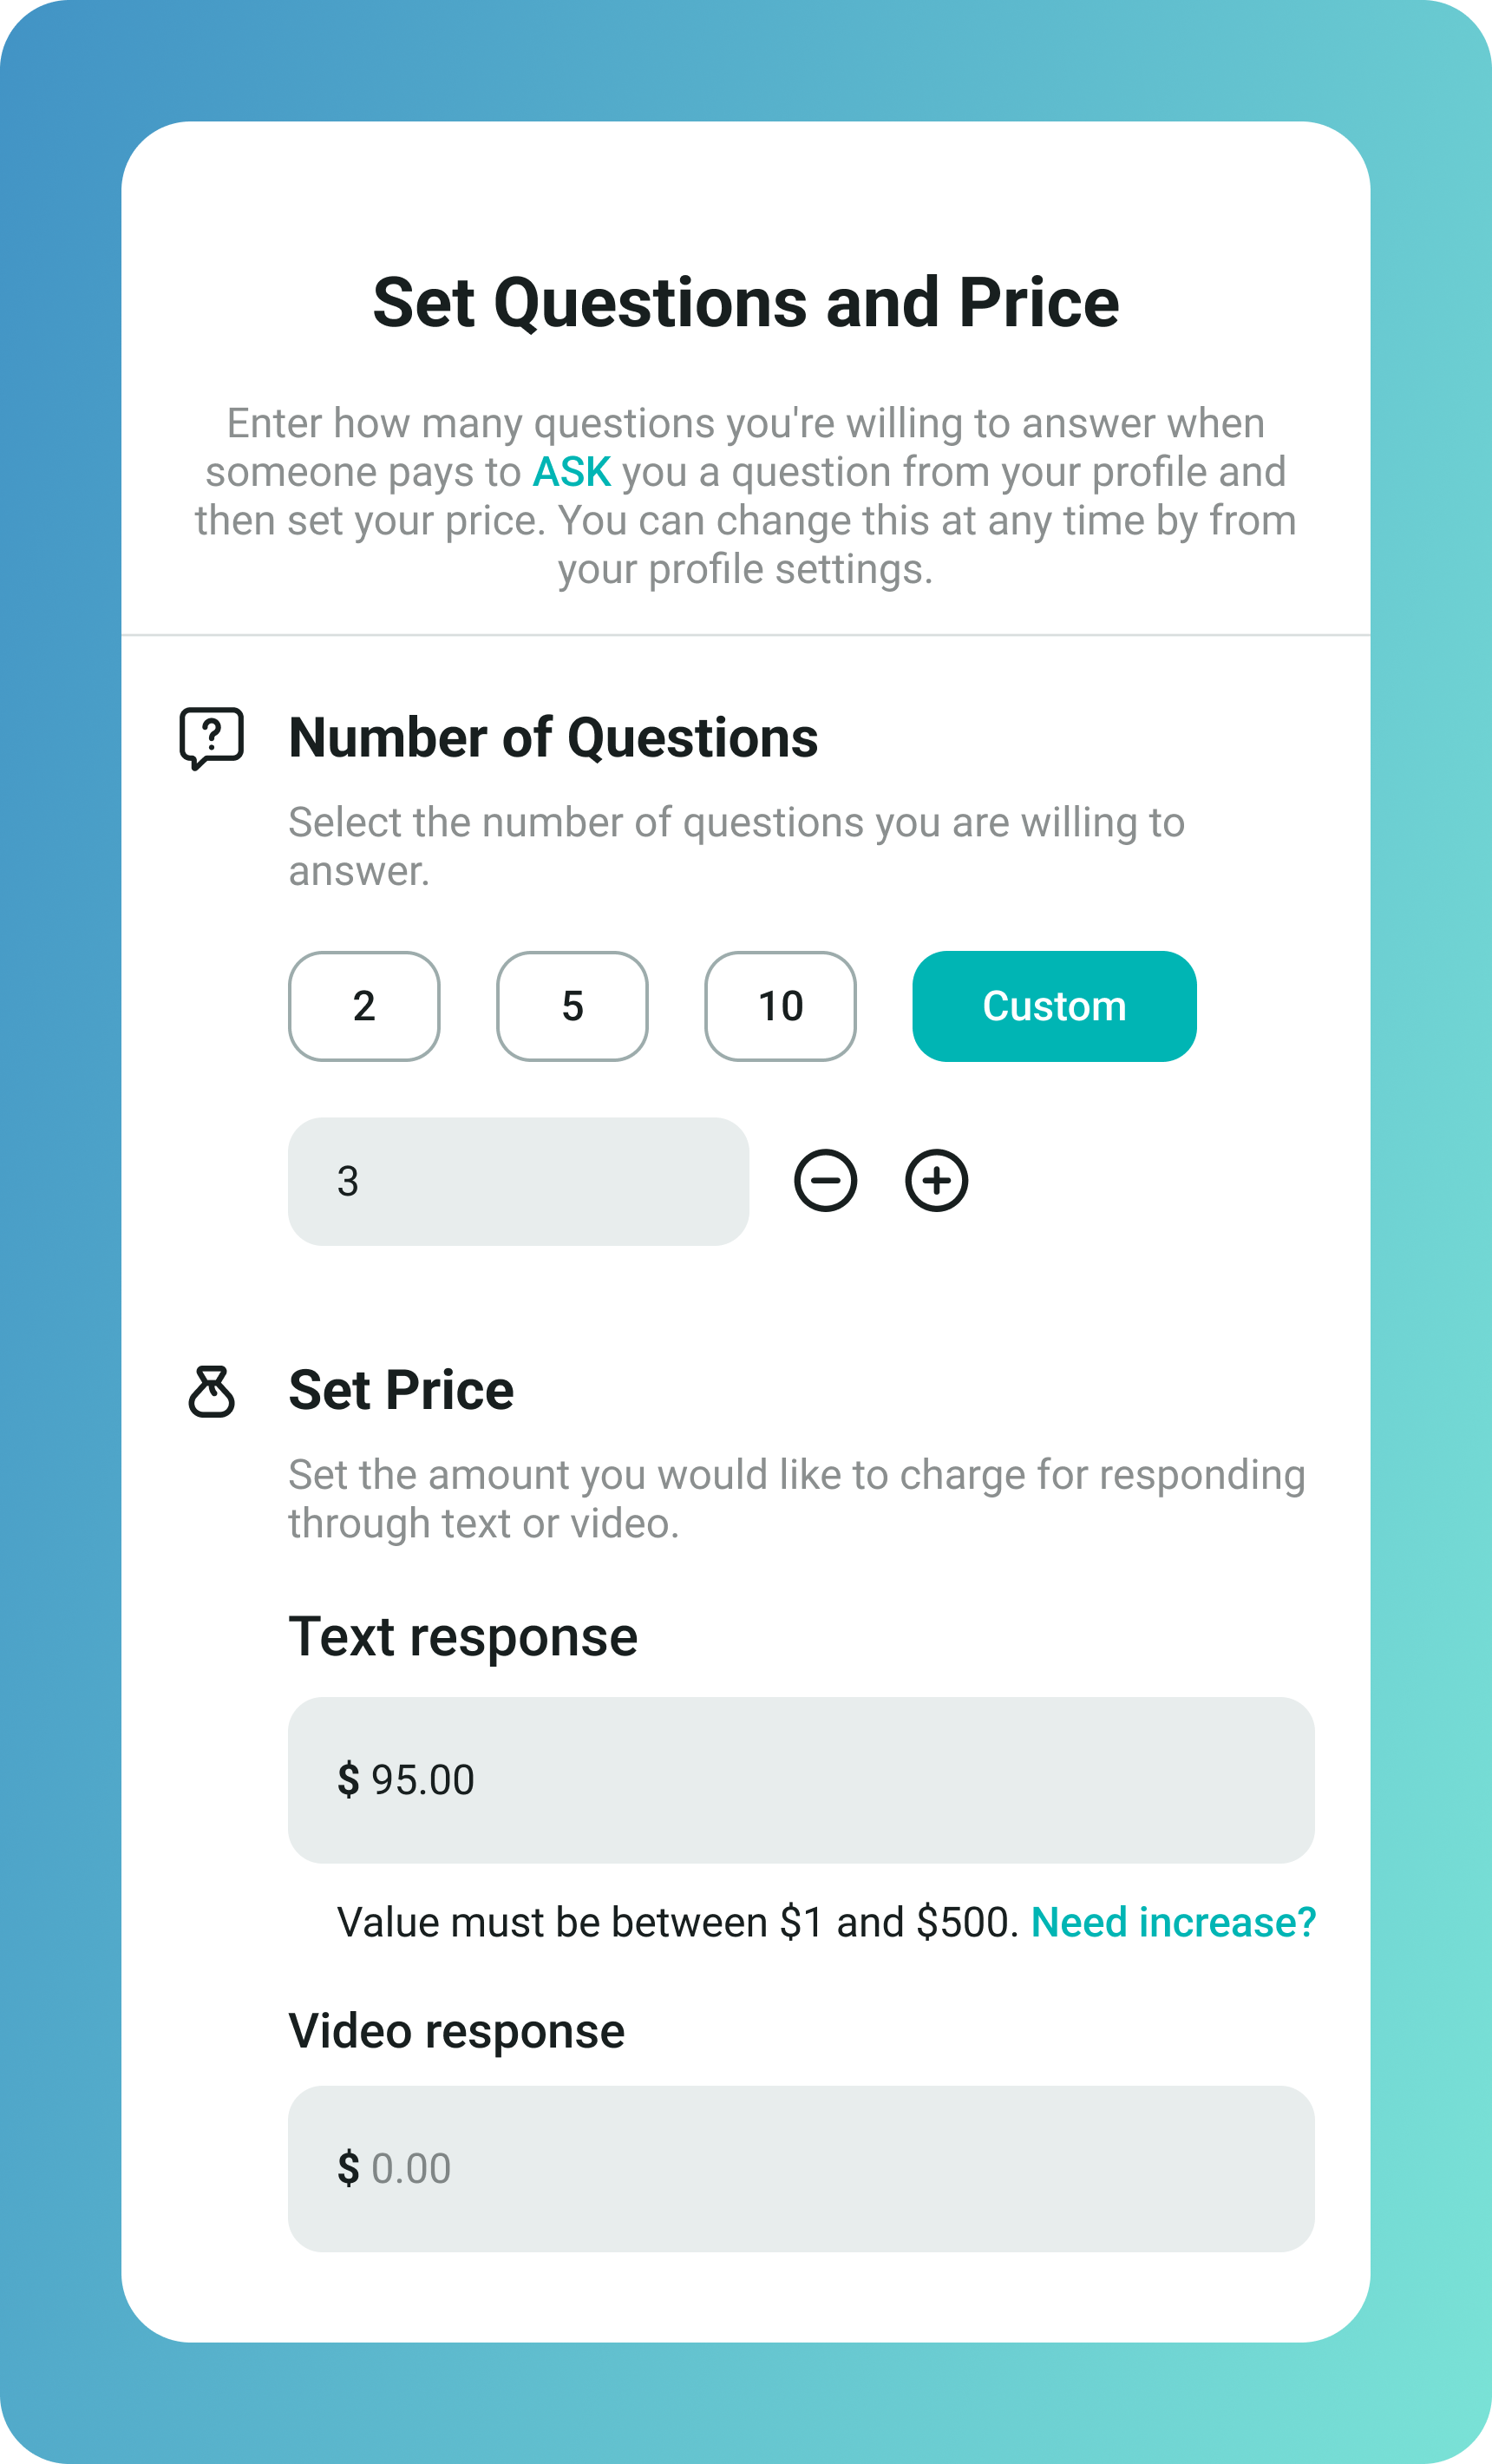 Set Questions and Price
Enter how many questions you're willing to answer when
someone pays to ASK you a question from your profile and
then set your price. You can change this at any time by from
your profile settings.
Number of Questions
Select the number of questions you are willing to
answer.
2 5 10 Custom
3
Set Price
Set the amount you would like to charge for responding
through text or video.
Text response
$ 95.00
Value must be between $1 and $500. Need increase?
Video response
$ 0.00